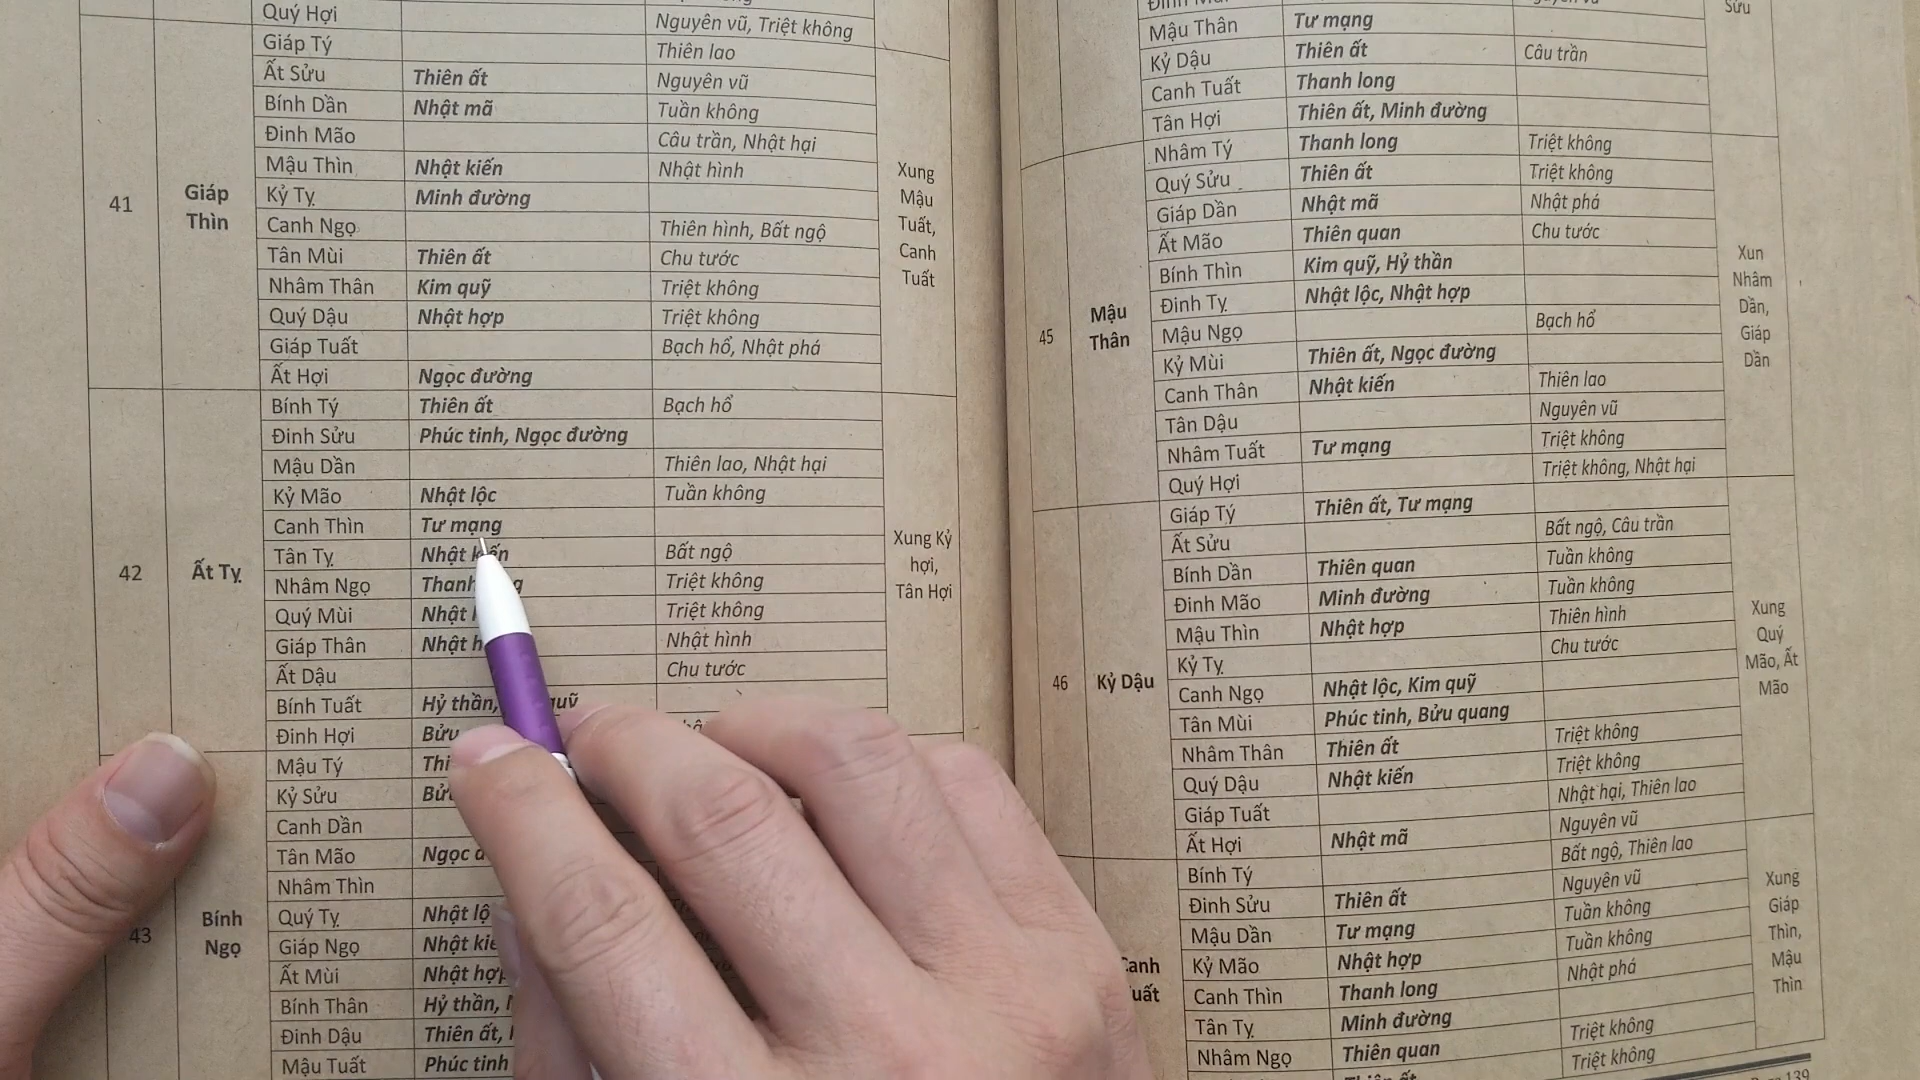 Quý Hợi Nguyên vũ, Triệt không
Giáp Tý Thiên lao
Ất Sửu Thiên ất Nguyên vũ
Bính Dần Nhật mã Tuần không
Đinh Mão Câu trần, Nhật hại
Mậu Thìn Nhật kiến Nhật hình
Kỷ Tỵ Minh đường
Canh Ngọ Thiên hình, Bất ngộ
Tân Mùi Thiên ất Chu tước
Nhâm Thân Kim quỹ Triệt không
Quý Dậu Nhật hợp Triệt không
Giáp Tuất Bạch hổ, Nhật phá
Ất Hợi Ngọc đường
41 Giáp Thìn
Xung Mậu Tuất, Canh Tuất
Bính Tý Thiên ất Bạch hổ
Đinh Sửu Phúc tinh, Ngọc đường
Mậu Dần Thiên lao, Nhật hại
Kỷ Mão Nhật lộc Tuần không
Canh Thìn Tư mạng
Tân Tỵ Nhật kiến Bất ngộ
Nhâm Ngọ Thanh Triệt không
Quý Mùi Nhật Triệt không
Giáp Thân Nhật Nhật hình
Ất Dậu Chu tước
Bính Tuất Hỷ thần, quỹ
Đinh Hợi Bửu
42 Ất Tỵ
Xung Kỷ hợi, Tân Hợi
Mậu Tý
Kỷ Sửu
Canh Dần
Tân Mão Ngọc
Nhâm Thìn
Quý Tỵ Nhật
Giáp Ngọ Nhật
Ất Mùi Nhật hợp
Bính Thân Hỷ thần,
Đinh Dậu Thiên ất,
Mậu Tuất Phúc tinh
43 Bính Ngọ
Mậu Thân Tư mạng
Kỷ Dậu Thiên ất Câu trần
Canh Tuất Thanh long
Tân Hợi Thiên ất, Minh đường
Sửu
Nhâm Tý Thanh long Triệt không
Quý Sửu Thiên ất Triệt không
Giáp Dần Nhật mã Nhật phá
Ất Mão Thiên quan Chu tước
Bính Thìn Kim quỹ, Hỷ thần
Đinh Tỵ Nhật lộc, Nhật hợp
Mậu Ngọ Bạch hổ
Kỷ Mùi Thiên ất, Ngọc đường
Canh Thân Nhật kiến Thiên lao
Tân Dậu Nguyên vũ
Nhâm Tuất Tư mạng Triệt không
Quý Hợi Triệt không, Nhật hại
45 Mậu Thân
Xun Nhâm Dần, Giáp Dần
Giáp Tý Thiên ất, Tư mạng
Ất Sửu Bất ngộ, Câu trần
Bính Dần Thiên quan Tuần không
Đinh Mão Minh đường Tuần không
Mậu Thìn Nhật hợp Thiên hình
Kỷ Tỵ Chu tước
Canh Ngọ Nhật lộc, Kim quỹ
Tân Mùi Phúc tinh, Bửu quang
Nhâm Thân Thiên ất Triệt không
Quý Dậu Nhật kiến Triệt không
Giáp Tuất Nhật hại, Thiên lao
Ất Hợi Nhật mã Nguyên vũ
46 Kỷ Dậu
Xung Quý Mão, Ất Mão
Bính Tý Bất ngộ, Thiên lao
Đinh Sửu Thiên ất Nguyên vũ
Mậu Dần Tư mạng Tuần không
Kỷ Mão Nhật hợp Tuần không
Canh Thìn Thanh long Nhật phá
Tân Tỵ Minh đường
Nhâm Ngọ Thiên quan Triệt không
Triệt không
Xung Giáp Thìn, Mậu Thìn
139